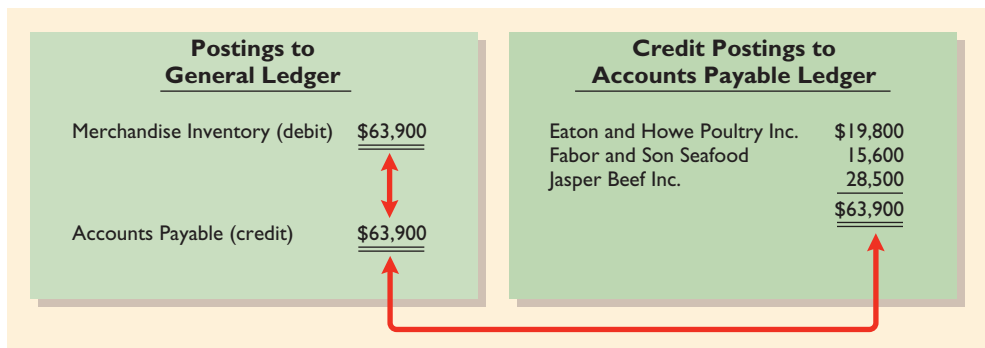 Postings to
General Ledger
Merchandise Inventory (debit) $63,900
Accounts Payable (credit) $63,900
Credit Postings to
Accounts Payable Ledger
Eaton and Howe Poultry Inc. $19,800
Fabor and Son Seafood 15,600
Jasper Beef Inc. 28,500
$63,900